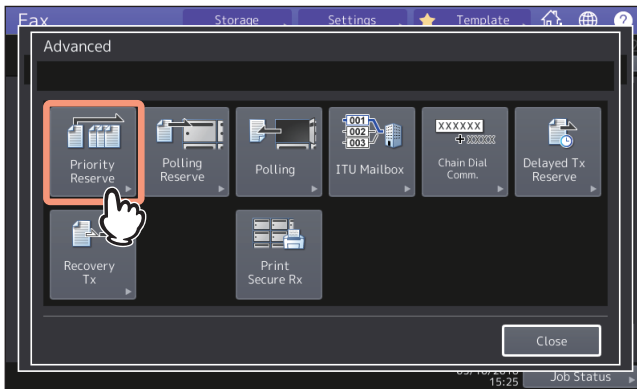 Fax
Storage
Settings
Template
?
Advanced
Priority
Reserve
Polling
Reserve
Polling
001
002
003
ITU Mailbox
XXXXXX
XXXXXXX
Chain Dial
Comm.
Delayed Tx
Reserve
Recovery
Tx
Print
Secure Rx
Close
15:25
Job Status